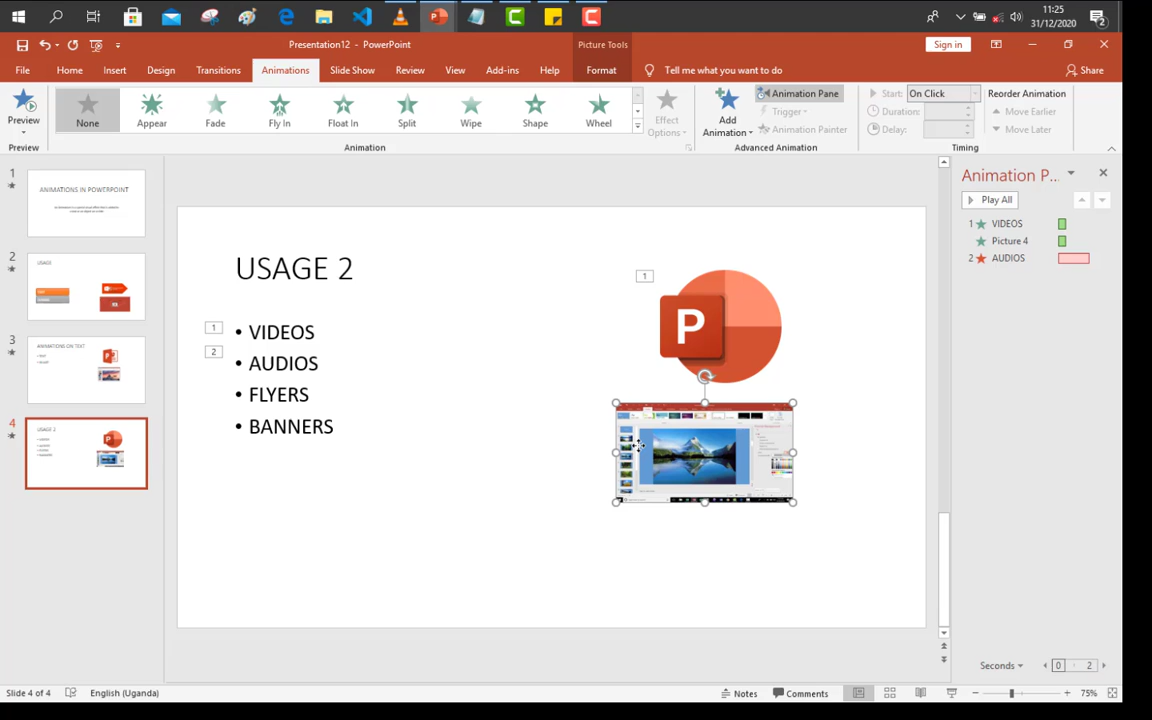 11:25
31/12/2020
2
Presentation12 - PowerPoint
Picture Tools
Sign in
File
Home
Insert
Design
Transitions
Animations
Slide Show
Review
View
Add-ins
Help
Format
Tell me what you want to do
Share
Preview
None
Appear
Fade
Fly In
Float In
Split
Wipe
Shape
Wheel
Effect
Options
Add
Animation
Animation Pane
Trigger
Animation Painter
Start: On Click
Duration:
Delay:
Reorder Animation
Move Earlier
Move Later
Preview
Animation
Advanced Animation
Timing
1
ANIMATIONS IN POWERPOINT
2
USAGE
3
ANIMATIONS ON TEXT
4
USAGE 2
USAGE 2
1
• VIDEOS
2
• AUDIOS
• FLYERS
• BANNERS
1
P
Animation P...
Play All
1 VIDEOS
Picture 4
2 AUDIOS
Seconds
0
2
Slide 4 of 4
English (Uganda)
Notes
Comments
75%